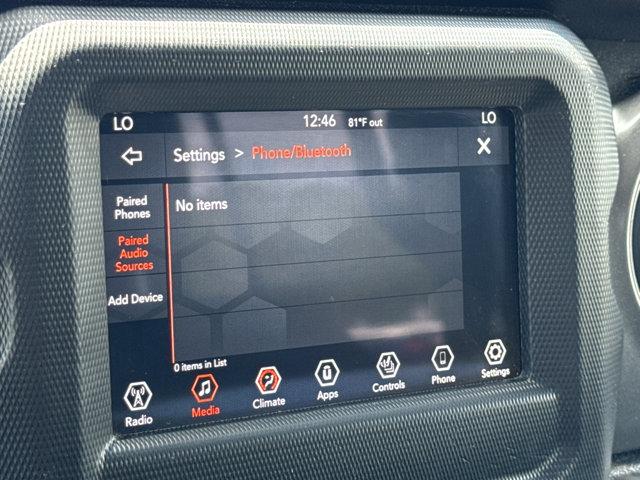 LO 12:46 81°F out LO
Settings > Phone/Bluetooth X
Paired
Phones
No items
Paired
Audio
Sources
Add Device
0 items in List
Radio Media Climate Apps Controls Phone Settings